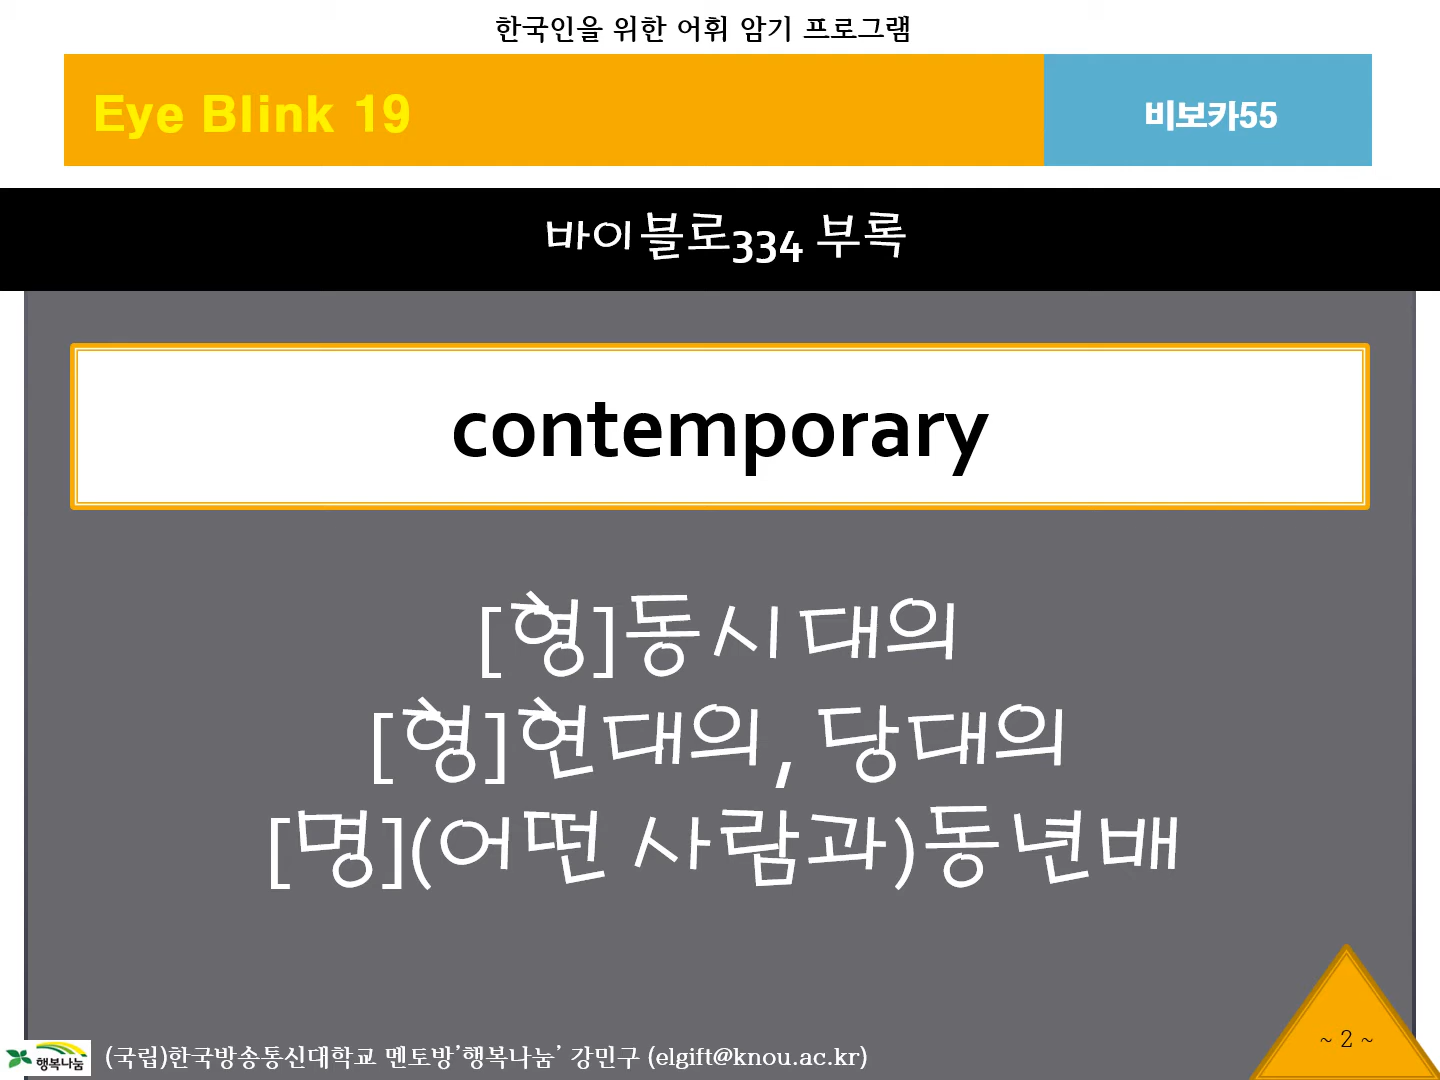 한국인을 위한 어휘 암기 프로그램
Eye Blink 19
비보카55
바이블로334 부록
contemporary
[형]동시대의
[형]현대의, 당대의
[명](어떤 사람과)동년배
~ 2 ~
행복나눔
(국립)한국방송통신대학교 멘토방'행복나눔' 강민구 (elgift@knou.ac.kr)